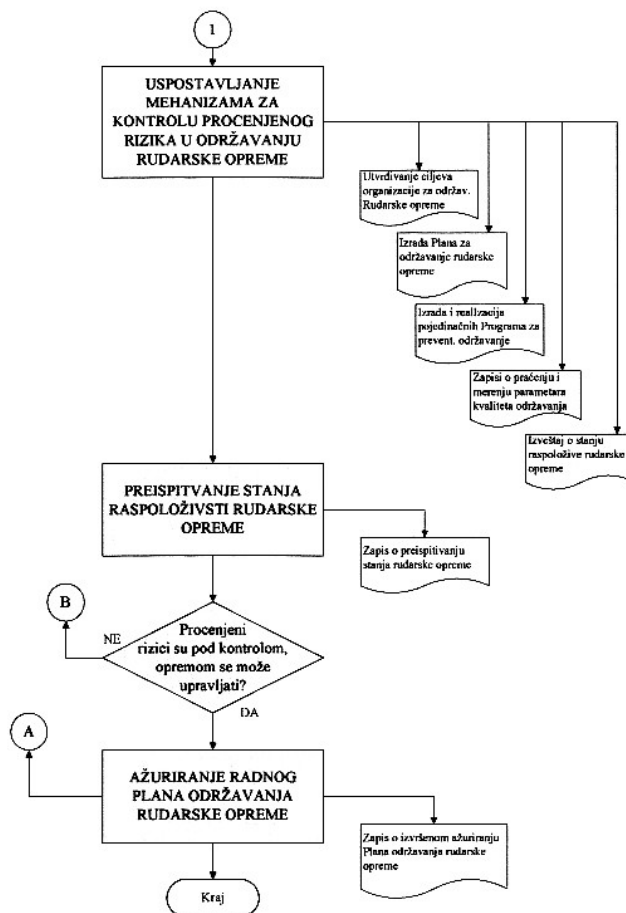 1
USPOSTAVLJANJE
MEHANIZAMA ZA
KONTROLU PROCENJENOG
RIZIKA U ODRŽAVANJU
RUDARSKE OPREME
Utvrđivanje ciljeva
organizacije za održav.
Rudarske opreme
Izrada Plana za
održavanje rudarske
opreme
Izrada i realizacija
pojedinačnih Programa za
prevent. održavanje
Zapisi o praćenju i
merenju parametara
kvaliteta održavanja
Izveštaj o stanju
raspoložive rudarske
opreme
PREISPITVANJE STANJA
RASPOLOŽIVSTI RUDARSKE
OPREME
Zapis o preispitivanju
stanja rudarske opreme
B
NE
Procenjeni
rizici su pod kontrolom,
opremom se može
upravljati?
DA
A
AŽURIRANJE RADNOG
PLANA ODRŽAVANJA
RUDARSKE OPREME
Zapis o izvršenom ažuriranju
Plana održavanja rudarske
opreme
Kraj